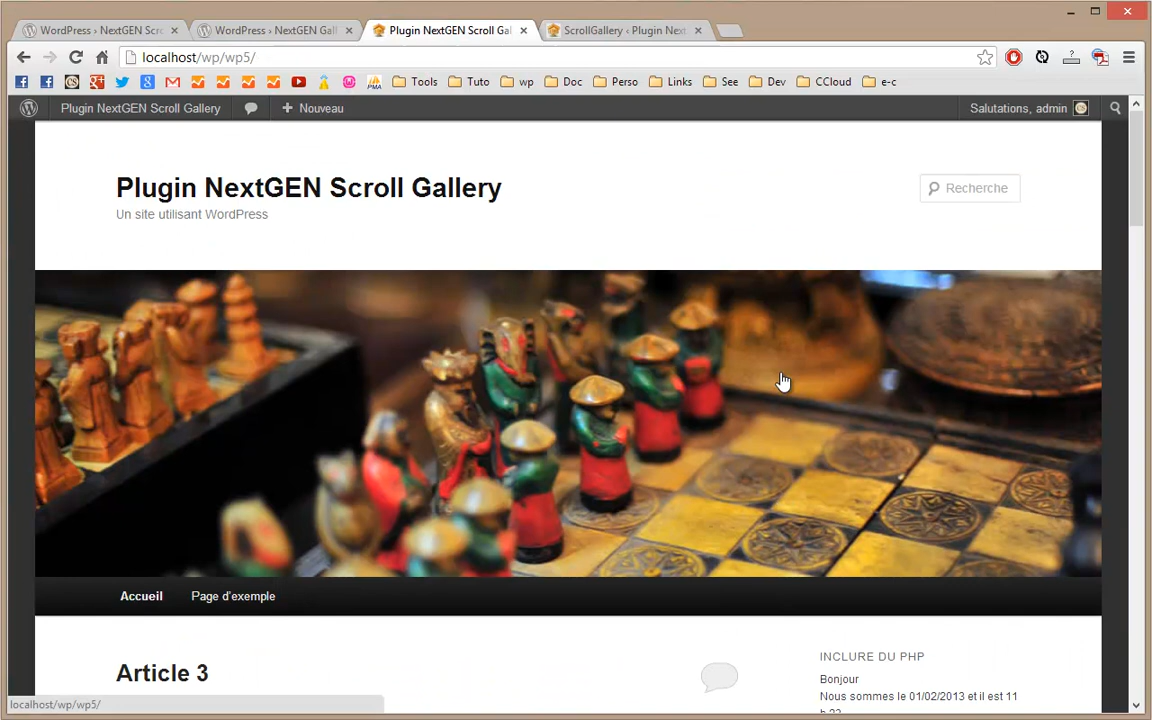 WordPress › NextGEN Scro
WordPress › NextGEN Gall
Plugin NextGEN Scroll Gal
ScrollGallery ‹ Plugin Next
localhost/wp/wp5/
Tools
Tuto
wp
Doc
Perso
Links
See
Dev
CCloud
e-c
Plugin NextGEN Scroll Gallery
Nouveau
Salutations, admin
Plugin NextGEN Scroll Gallery
Un site utilisant WordPress
Recherche
Accueil Page d'exemple
Article 3
INCLURE DU PHP
Bonjour
Nous sommes le 01/02/2013 et il est 11
localhost/wp/wp5/